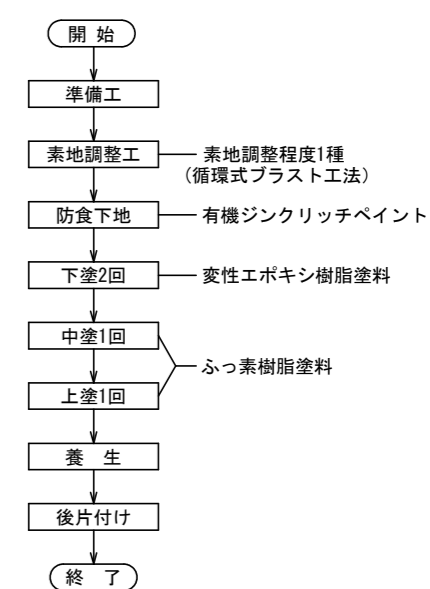 開 始
準備工
素地調整工
素地調整程度1種
(循環式ブラスト工法)
防食下地
有機ジンクリッチペイント
下塗2回
変性エポキシ樹脂塗料
中塗1回
ふっ素樹脂塗料
上塗1回
養 生
後片付け
終 了